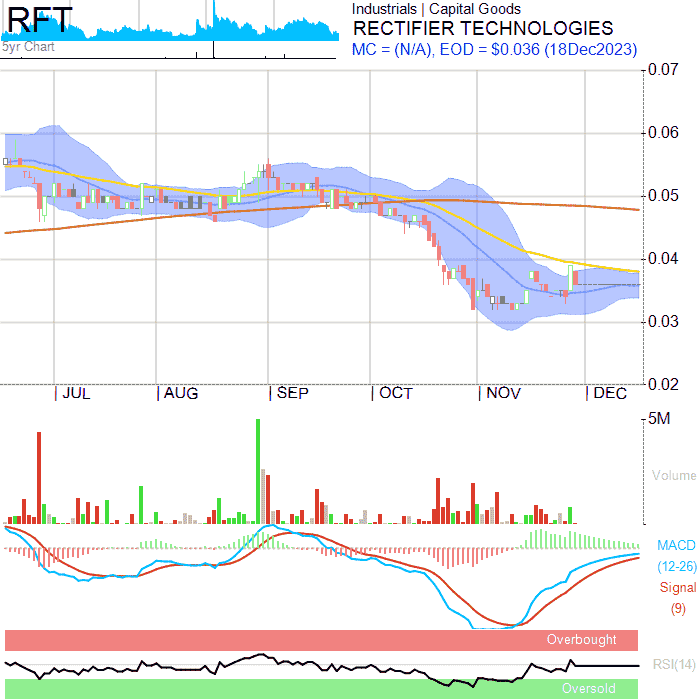 RFT
5yr Chart
Industrials | Capital Goods
RECTIFIER TECHNOLOGIES
MC = (N/A), EOD = $0.036 (18Dec2023)
0.07
0.06
0.05
0.04
0.03
0.02
JUL AUG SEP OCT NOV DEC
5M
Volume
MACD
(12-26)
Signal
(9)
Overbought
RSI(14)
Oversold